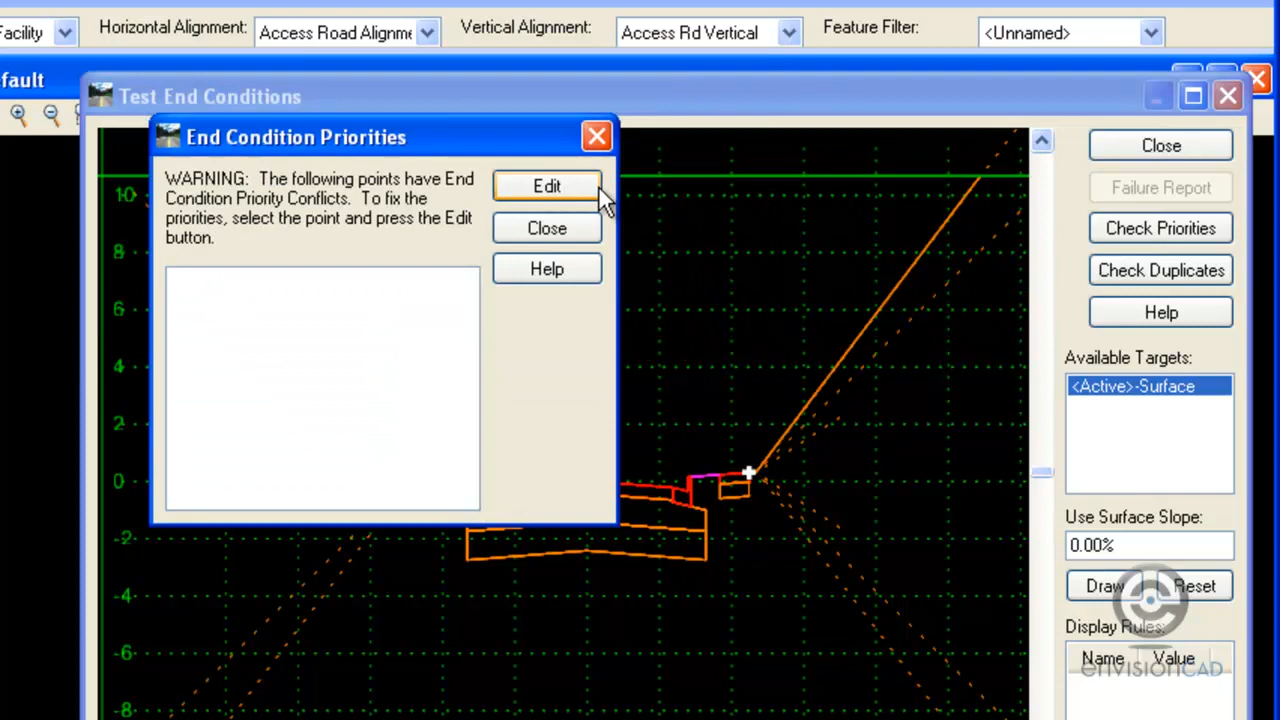 Facility
Horizontal Alignment:
Access Road Alignme
Vertical Alignment:
Access Rd Vertical
Feature Filter:
<Unnamed>
fault
Test End Conditions
End Condition Priorities
WARNING: The following points have End
Condition Priority Conflicts. To fix the
priorities, select the point and press the Edit
button.
Edit
Close
Help
10
8
6
4
2
0
-2
-4
-6
-8
Close
Failure Report
Check Priorities
Check Duplicates
Help
Available Targets:
<Active>-Surface
Use Surface Slope:
0.00%
Draw
Reset
Display Rules:
Name
Value
envisionCAD